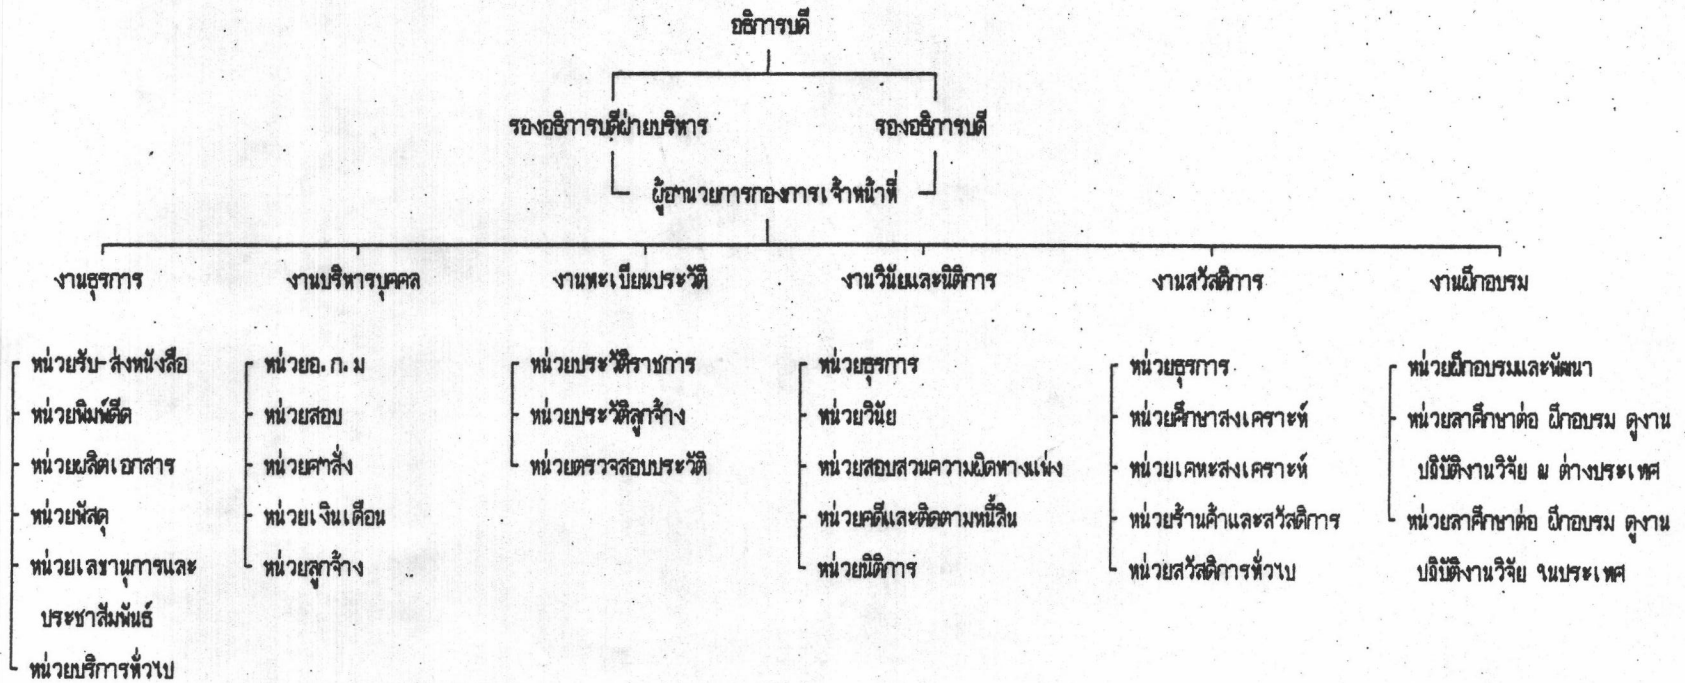 อธิการบดี
รองอธิการบดีฝ่ายบริหาร
รองอธิการบดี
ผู้อำนวยการกองการเจ้าหน้าที่
งานธุรการ
งานบริหารบุคคล
งานทะเบียนประวัติ
งานวินัยและนิติการ
งานสวัสดิการ
งานฝึกอบรม
หน่วยรับ-ส่งหนังสือ
หน่วยพิมพ์ดีด
หน่วยผลิตเอกสาร
หน่วยพัสดุ
หน่วยเลขานุการและ
ประชาสัมพันธ์
หน่วยบริการทั่วไป
หน่วยอ.ก.ม
หน่วยสอบ
หน่วยคำสั่ง
หน่วยเงินเดือน
หน่วยลูกจ้าง
หน่วยประวัติราชการ
หน่วยประวัติลูกจ้าง
หน่วยตรวจสอบประวัติ
หน่วยธุรการ
หน่วยวินัย
หน่วยสอบสวนความผิดทางแพ่ง
หน่วยคดีและติดตามหนี้สิน
หน่วยนิติการ
หน่วยธุรการ
หน่วยศึกษาสงเคราะห์
หน่วยเคหะสงเคราะห์
หน่วยร้านค้าและสวัสดิการ
หน่วยสวัสดิการทั่วไป
หน่วยฝึกอบรมและพัฒนา
หน่วยลาศึกษาต่อ ฝึกอบรม ดูงาน
ปฏิบัติงานวิจัย ณ ต่างประเทศ
หน่วยลาศึกษาต่อ ฝึกอบรม ดูงาน
ปฏิบัติงานวิจัย ในประเทศ